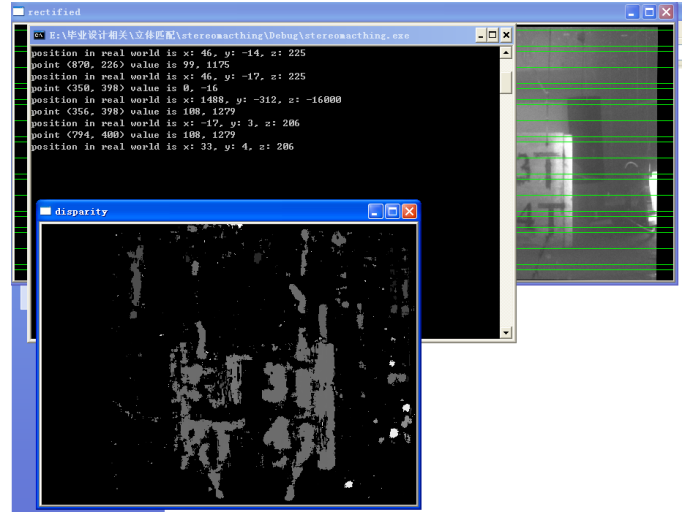 rectified
E:\毕业设计相关\立体匹配\stereomacthing\Debug\stereomacthing.exe
position in real world is x: 46, y: -14, z: 225
point (870, 226) value is 99, 1175
position in real world is x: 46, y: -17, z: 225
point (350, 398) value is 0, -16
position in real world is x: 1488, y: -312, z: -16000
point (356, 398) value is 108, 1279
position in real world is x: -17, y: 3, z: 206
point (794, 400) value is 108, 1279
position in real world is x: 33, y: 4, z: 206
3T
4T
disparity
3